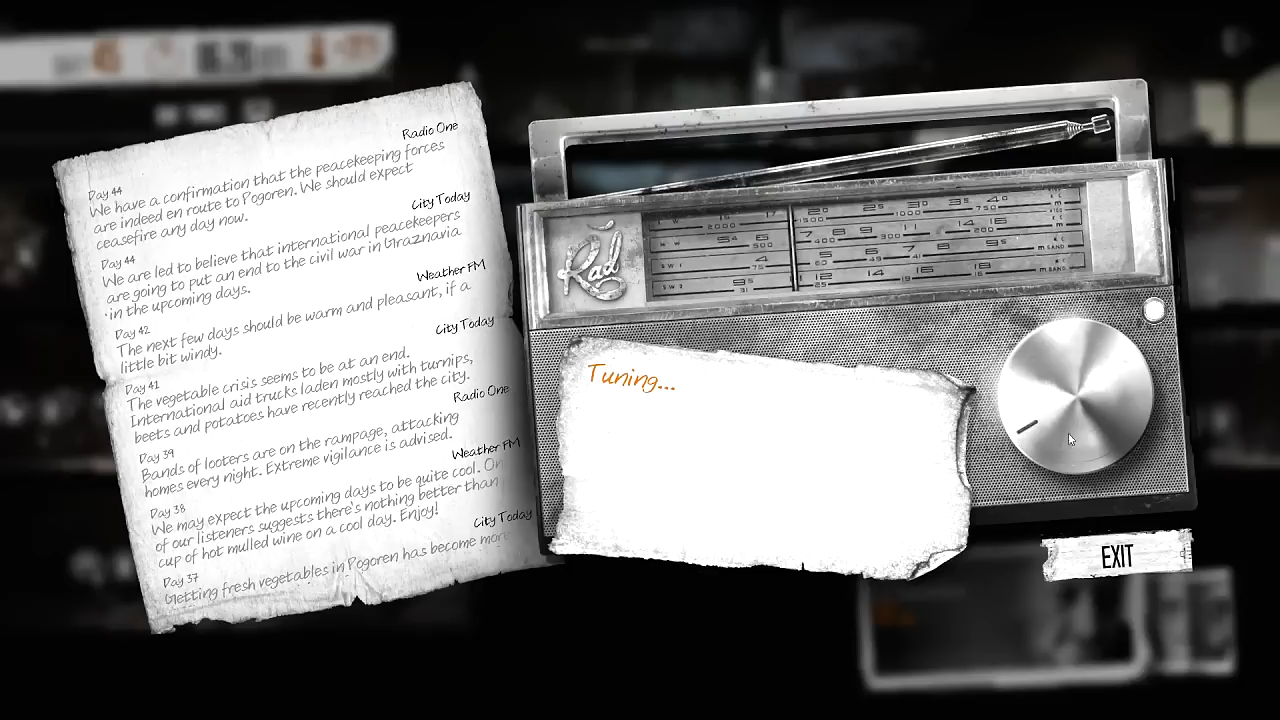 Radio One
Day 44
We have a confirmation that the peacekeeping forces
are indeed en route to Pogoren. We should expect
ceasefire any day now.
City Today
Day 44
We are led to believe that international peacekeepers
are going to put an end to the civil war in Graznavia
in the upcoming days.
Weather FM
Day 42
The next few days should be warm and pleasant, if a
little bit windy.
City Today
Day 41
The vegetable crisis seems to be at an end.
International aid trucks laden mostly with turnips,
beets and potatoes have recently reached the city.
Radio One
Day 39
Bands of looters are on the rampage, attacking
homes every night. Extreme vigilance is advised.
Weather FM
Day 38
We may expect the upcoming days to be quite cool. On
of our listeners suggests there's nothing better than
cup of hot mulled wine on a cool day. Enjoy!
City Today
Day 37
Getting fresh vegetables in Pogoren has become more
Rad
Tuning...
EXIT